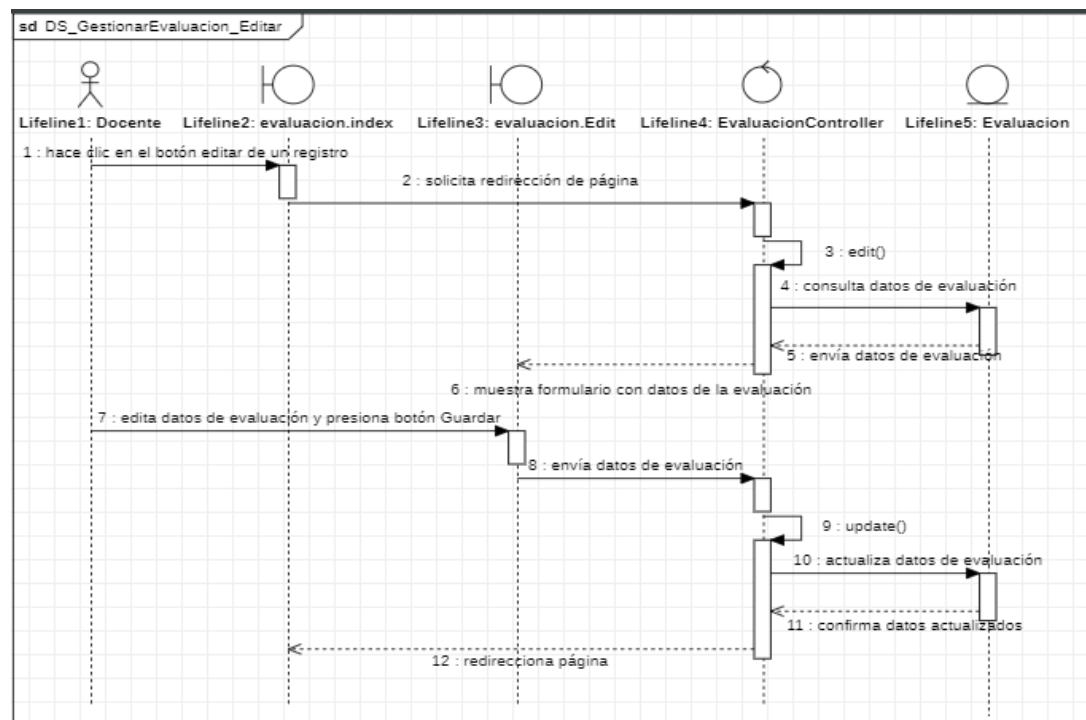 sd DS_GestionarEvaluacion_Editar
Lifeline1: Docente
Lifeline2: evaluacion.index
Lifeline3: evaluacion.Edit
Lifeline4: EvaluacionController
Lifeline5: Evaluacion
1 : hace clic en el botón editar de un registro
2 : solicita redirección de página
3 : edit()
4 : consulta datos de evaluación
5 : envía datos de evaluación
6 : muestra formulario con datos de la evaluación
7 : edita datos de evaluación y presiona botón Guardar
8 : envía datos de evaluación
9 : update()
10 : actualiza datos de evaluación
11 : confirma datos actualizados
12 : redirecciona página